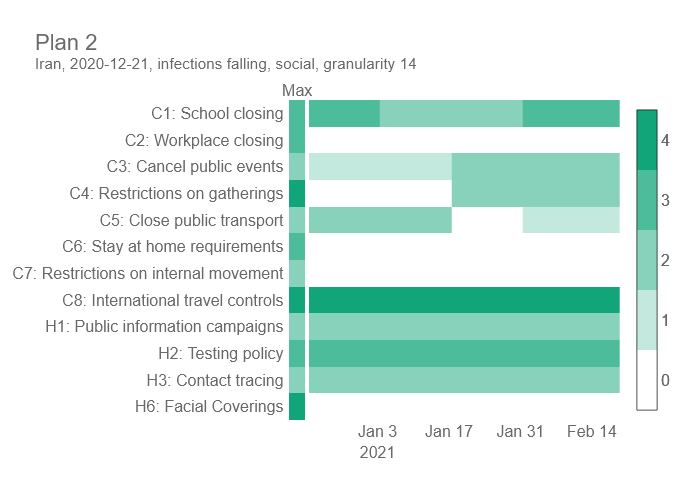 Plan 2
Iran, 2020-12-21, infections falling, social, granularity 14
Max
C1: School closing
C2: Workplace closing
C3: Cancel public events
C4: Restrictions on gatherings
C5: Close public transport
C6: Stay at home requirements
C7: Restrictions on internal movement
C8: International travel controls
H1: Public information campaigns
H2: Testing policy
H3: Contact tracing
H6: Facial Coverings
Jan 3 Jan 17 Jan 31 Feb 14
2021
4
3
2
1
0